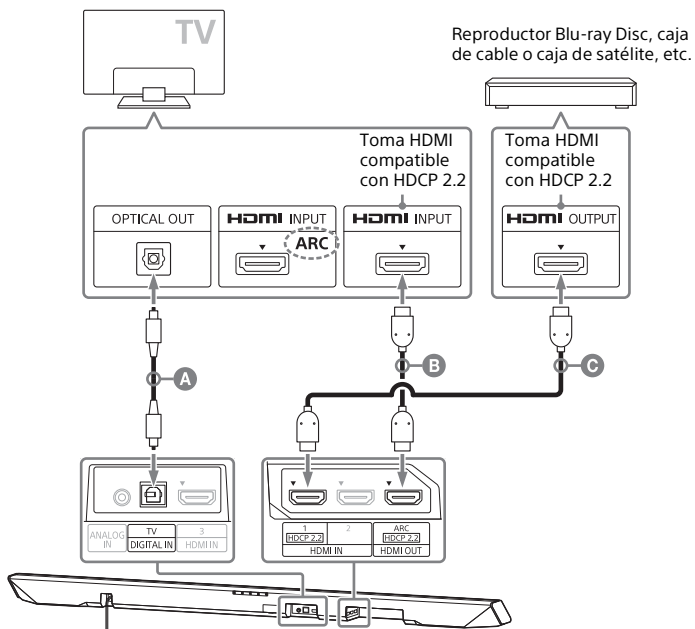 TV
Reproductor Blu-ray Disc, caja
de cable o caja de satélite, etc.
Toma HDMI
compatible
con HDCP 2.2
Toma HDMI
compatible
con HDCP 2.2
OPTICAL OUT
HDMI INPUT
ARC
HDMI INPUT
HDMI OUTPUT
A
B
C
ANALOG
IN
TV
DIGITAL IN
3
HDMI IN
1
HDCP 2.2
2
HDMI IN
ARC
HDCP 2.2
HDMI OUT